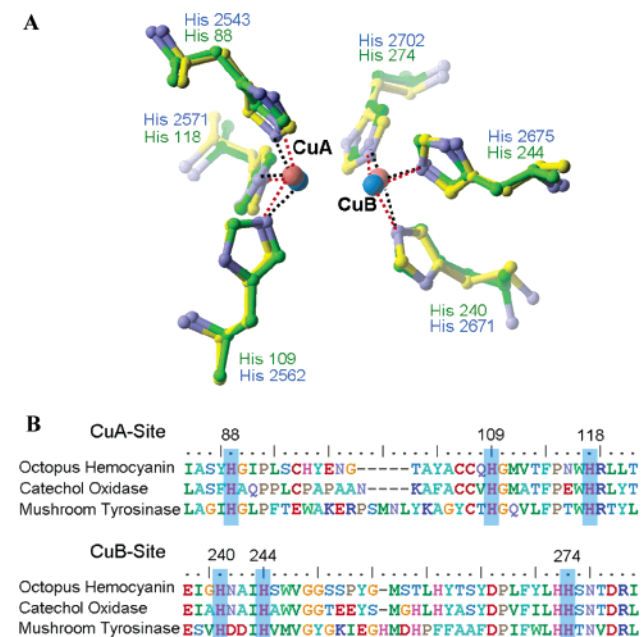 A
His 2543
His 88
His 2702
His 274
His 2571
His 118
CuA
His 2675
His 244
CuB
His 240
His 2671
His 109
His 2562
B
CuA-Site
88 109 118
Octopus Hemocyanin IASYHGIPLSCHYENG-----TAYACCQHGMVTFPNWHRLLT
Catechol Oxidase LASFHAQPPLCPAPAAN----KAFACCVHGMATFPEWHRLYT
Mushroom Tyrosinase LAGIHGLPFTEWAKERPSMNLYKAGYCTHGQVLFPTWHRTYL
CuB-Site
240 244 274
Octopus Hemocyanin EIGHNAIHSWVGGSSPYG-MSTLHYTSYDPLFYLHHSNTDRI
Catechol Oxidase EIAHNAIHAWVGGTEEYS-MGHLHYASYDPVFILHHSNTDRL
Mushroom Tyrosinase ESVHDDIHVMVGYGKIEGHMDHPFFAAFDPIFWLHHTNVDRL